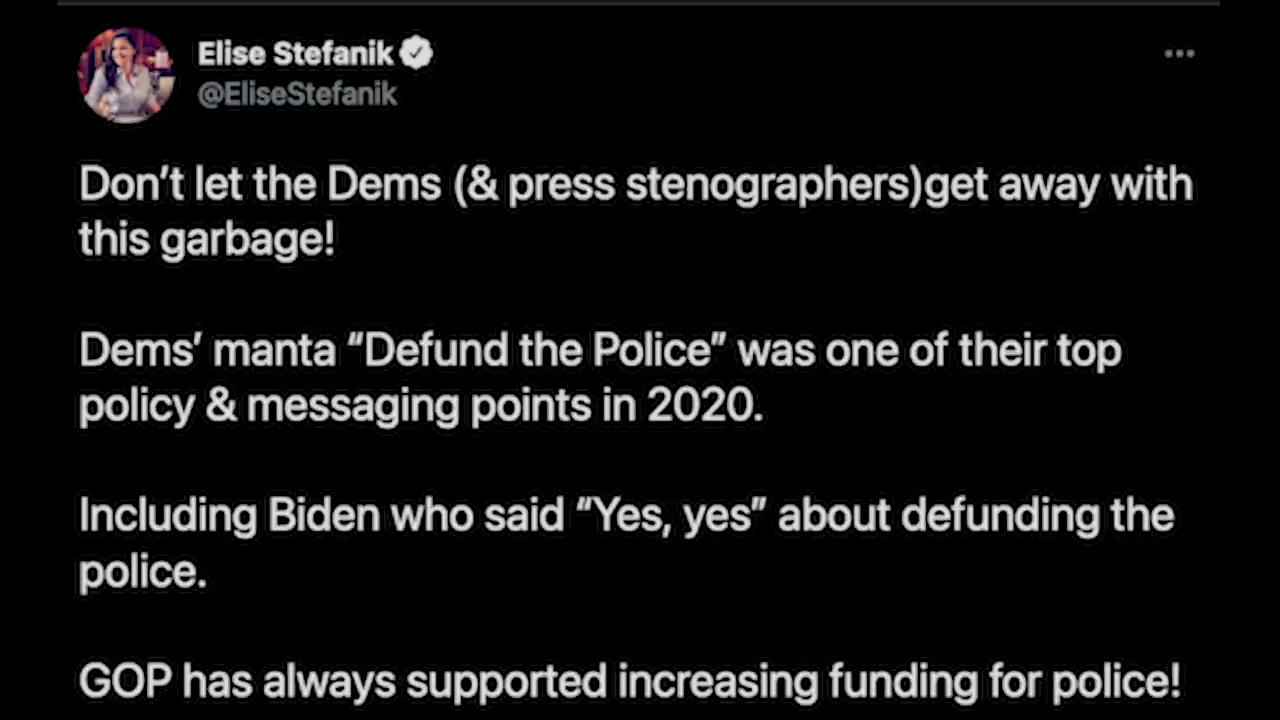 Elise Stefanik
@EliseStefanik
Don’t let the Dems (& press stenographers)get away with
this garbage!
Dems’ manta “Defund the Police” was one of their top
policy & messaging points in 2020.
Including Biden who said “Yes, yes” about defunding the
police.
GOP has always supported increasing funding for police!